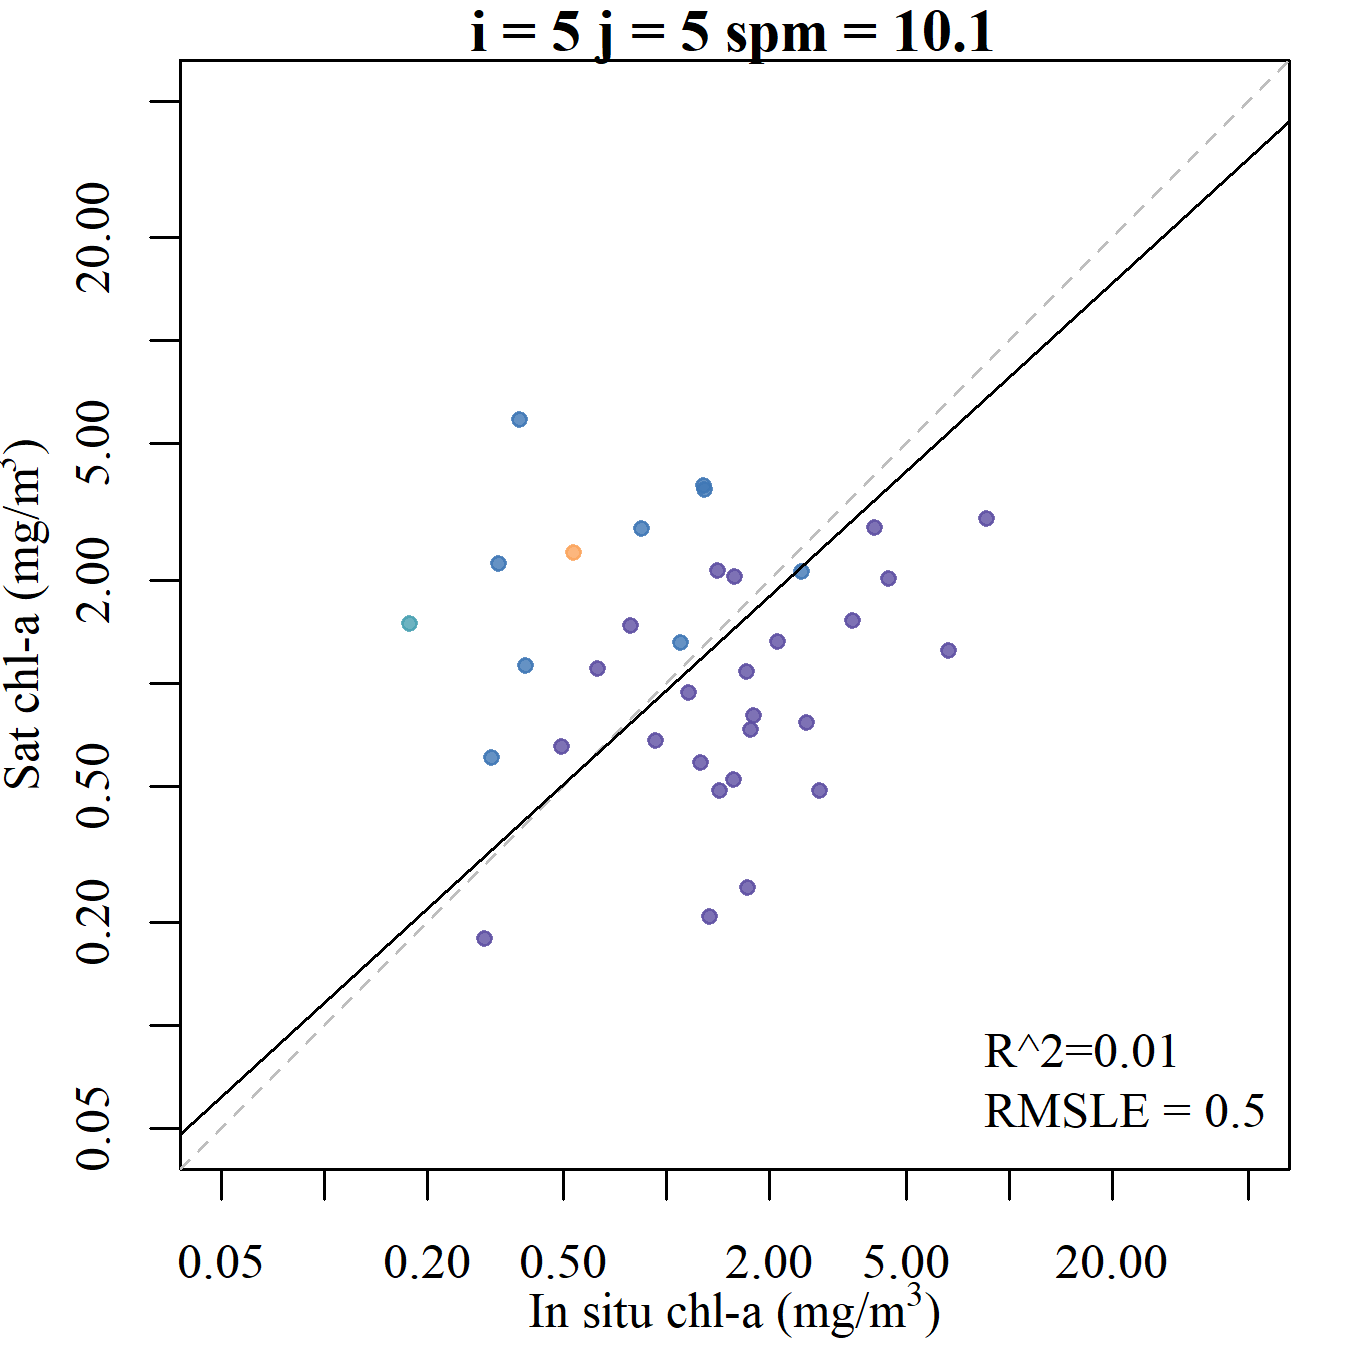 i = 5 j = 5 spm = 10.1
Sat chl-a (mg/m³)
20.00
5.00
2.00
0.50
0.20
0.05
R^2=0.01
RMSLE = 0.5
0.05 0.20 0.50 2.00 5.00 20.00
In situ chl-a (mg/m³)